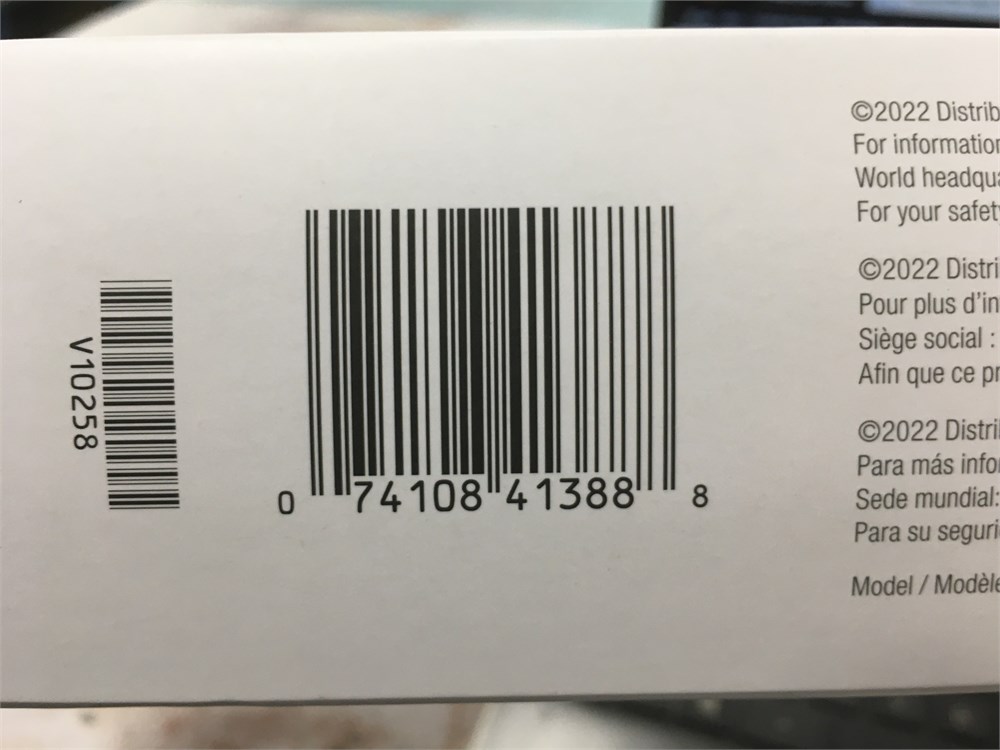 V10258
0 74108 41388 8
©2022 Distrib
For information
World headqua
For your safety
©2022 Distri
Pour plus d'in
Siège social :
Afin que ce pr
©2022 Distri
Para más info
Sede mundial:
Para su seguri
Model / Modèle